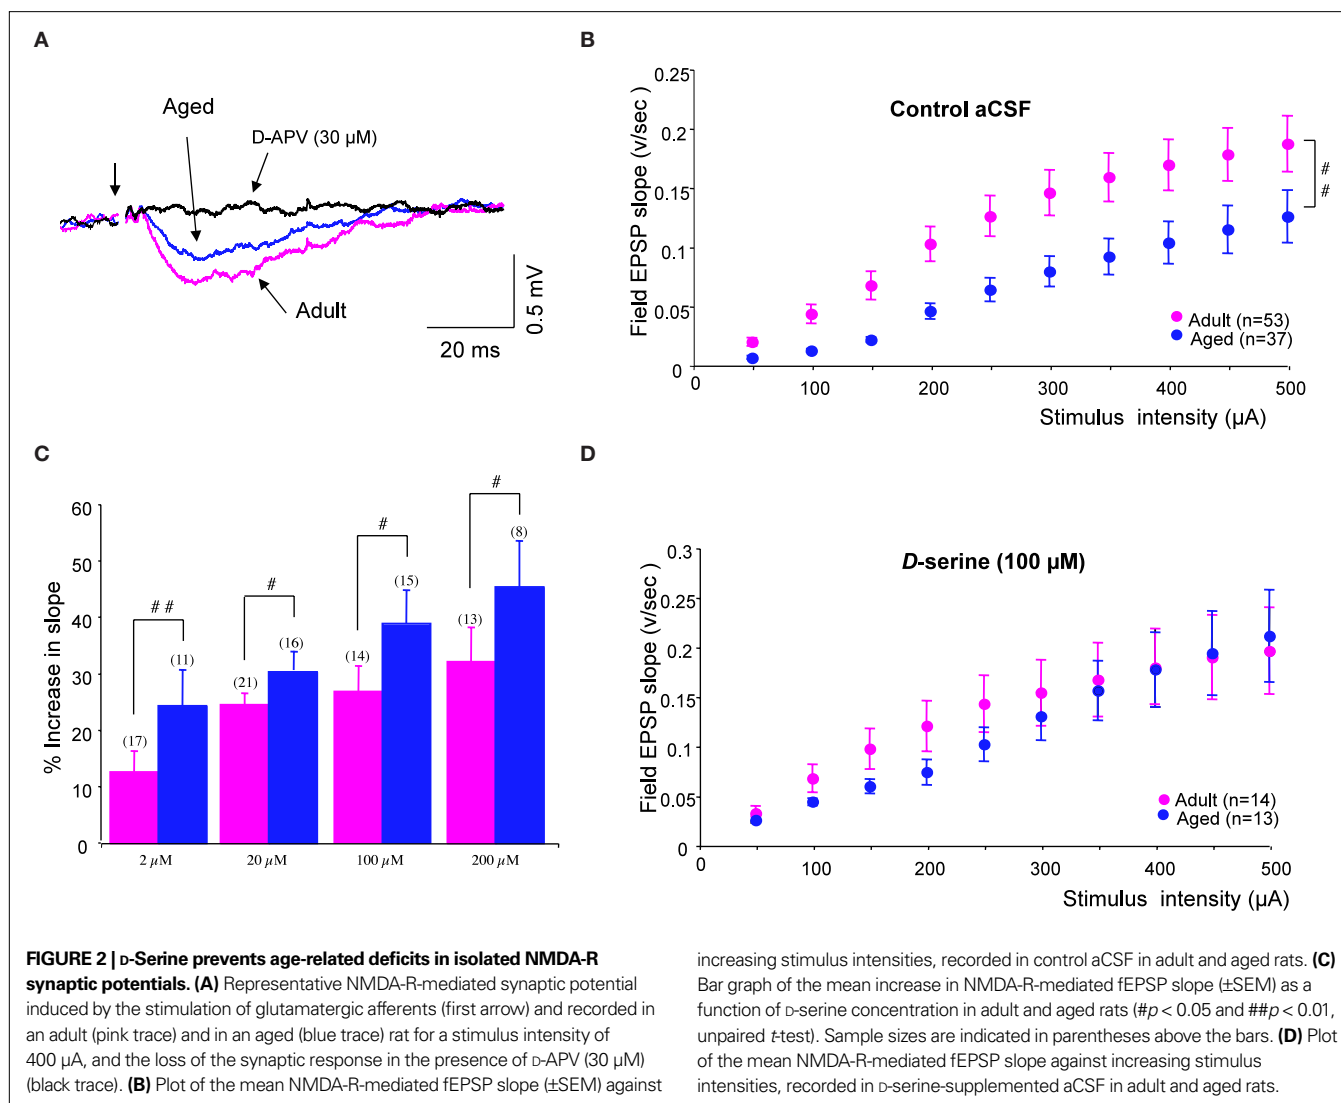 A
Aged
D-APV (30 µM)
Adult
0.5 mV
20 ms
B
Control aCSF
Field EPSP slope (v/sec)
0.25
0.2
0.15
0.1
0.05
0
0 100 200 300 400 500
Stimulus intensity (µA)
Adult (n=53)
Aged (n=37)
#
#
C
% Increase in slope
60
50
40
30
20
10
0
# #
#
#
#
(17)
(11)
(21)
(16)
(14)
(15)
(13)
(8)
2 µM 20 µM 100 µM 200 µM
D
D-serine (100 µM)
Field EPSP slope (v/sec)
0.3
0.25
0.2
0.15
0.1
0.05
0
0 100 200 300 400 500
Stimulus intensity (µA)
Adult (n=14)
Aged (n=13)
FIGURE 2 | D-Serine prevents age-related deficits in isolated NMDA-R
synaptic potentials. (A) Representative NMDA-R-mediated synaptic potential
induced by the stimulation of glutamatergic afferents (first arrow) and recorded in
an adult (pink trace) and in an aged (blue trace) rat for a stimulus intensity of
400 µA, and the loss of the synaptic response in the presence of D-APV (30 µM)
(black trace). (B) Plot of the mean NMDA-R-mediated fEPSP slope (±SEM) against
increasing stimulus intensities, recorded in control aCSF in adult and aged rats. (C)
Bar graph of the mean increase in NMDA-R-mediated fEPSP slope (±SEM) as a
function of D-serine concentration in adult and aged rats (#p < 0.05 and ##p < 0.01,
unpaired t-test). Sample sizes are indicated in parentheses above the bars. (D) Plot
of the mean NMDA-R-mediated fEPSP slope against increasing stimulus
intensities, recorded in D-serine-supplemented aCSF in adult and aged rats.